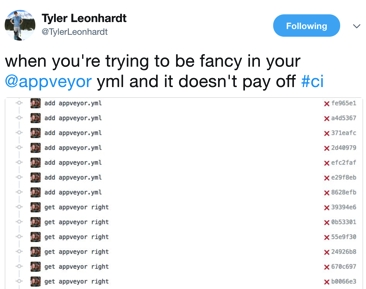 Tyler Leonhardt
@TylerLeonhardt
Following
when you're trying to be fancy in your
@appveyor yml and it doesn't pay off #ci
add appveyor.yml fe965e1
add appveyor.yml a4d5367
add appveyor.yml 371eafc
add appveyor.yml 2d40979
add appveyor.yml efc2faf
add appveyor.yml e29f8eb
add appveyor.yml 8628efb
get appveyor right 39394e6
get appveyor right 0b53301
get appveyor right 55e9f30
get appveyor right 24926b8
get appveyor right 670c697
get appveyor right b0066e3